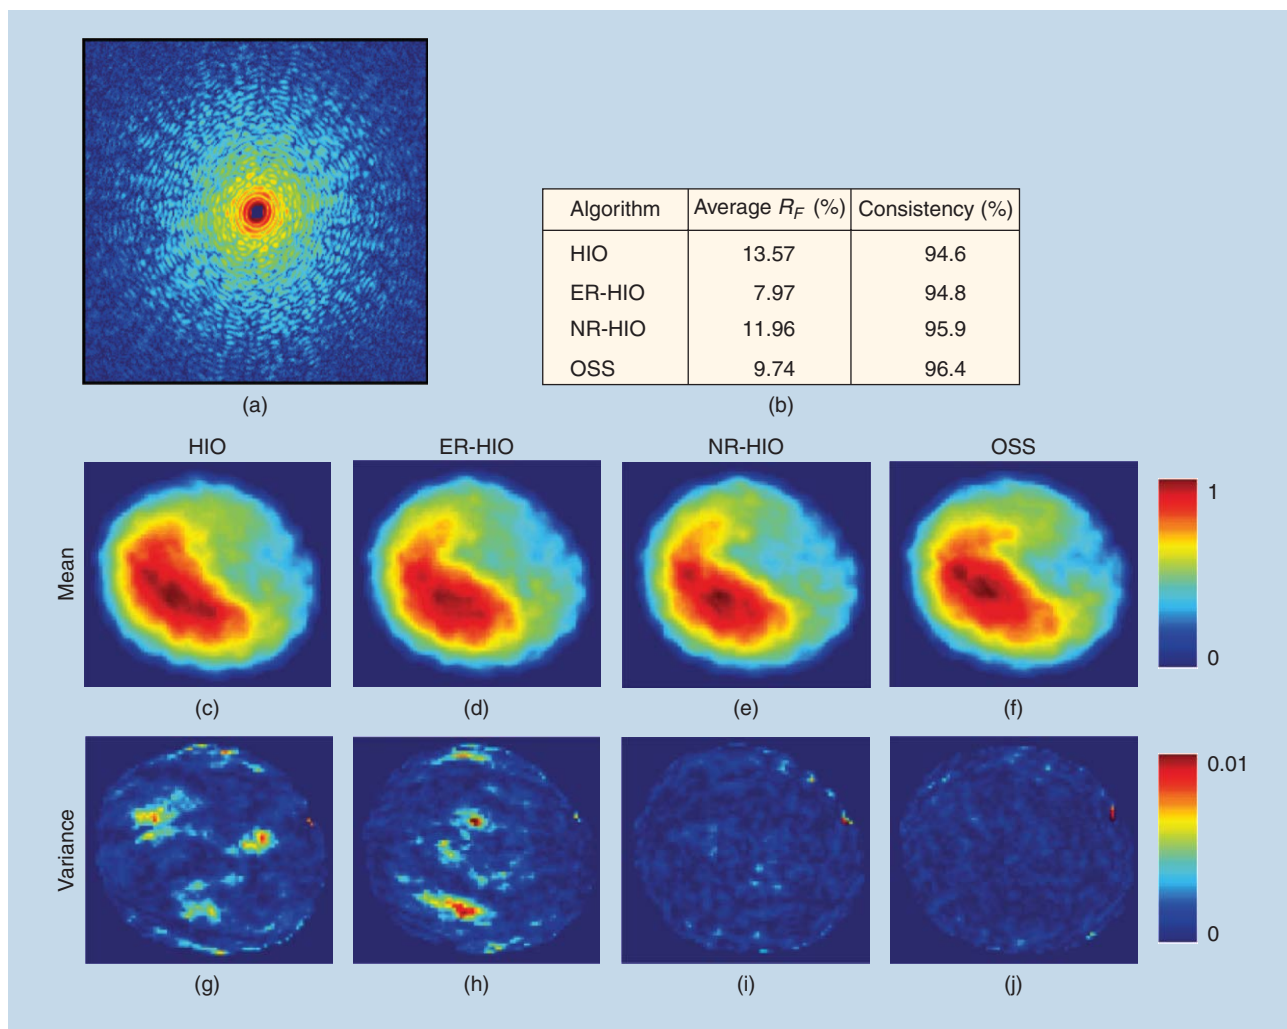 (a)
Algorithm Average R_F (%) Consistency (%)
HIO 13.57 94.6
ER-HIO 7.97 94.8
NR-HIO 11.96 95.9
OSS 9.74 96.4
(b)
HIO ER-HIO NR-HIO OSS
Mean
1
0
(c) (d) (e) (f)
Variance
0.01
0
(g) (h) (i) (j)